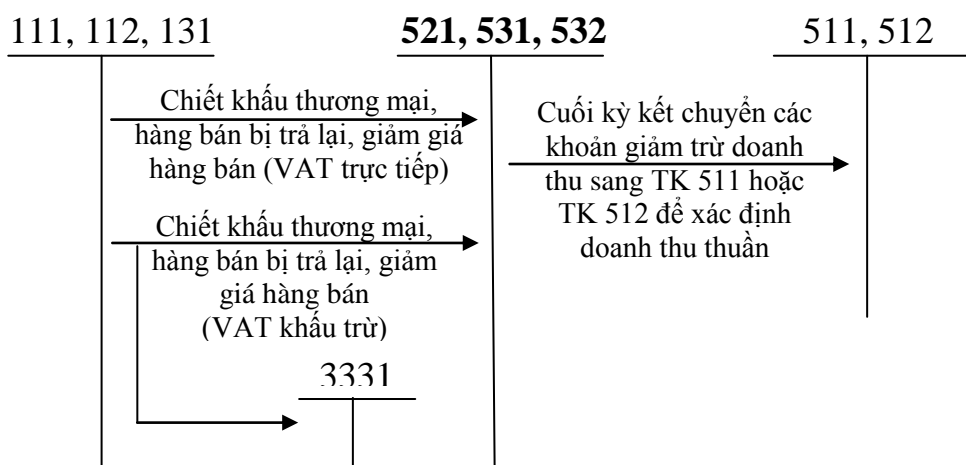 111, 112, 131
521, 531, 532
511, 512
Chiết khấu thương mại,
hàng bán bị trả lại, giảm giá
hàng bán (VAT trực tiếp)
Cuối kỳ kết chuyển các
khoản giảm trừ doanh
thu sang TK 511 hoặc
TK 512 để xác định
doanh thu thuần
Chiết khấu thương mại,
hàng bán bị trả lại, giảm
giá hàng bán
(VAT khấu trừ)
3331